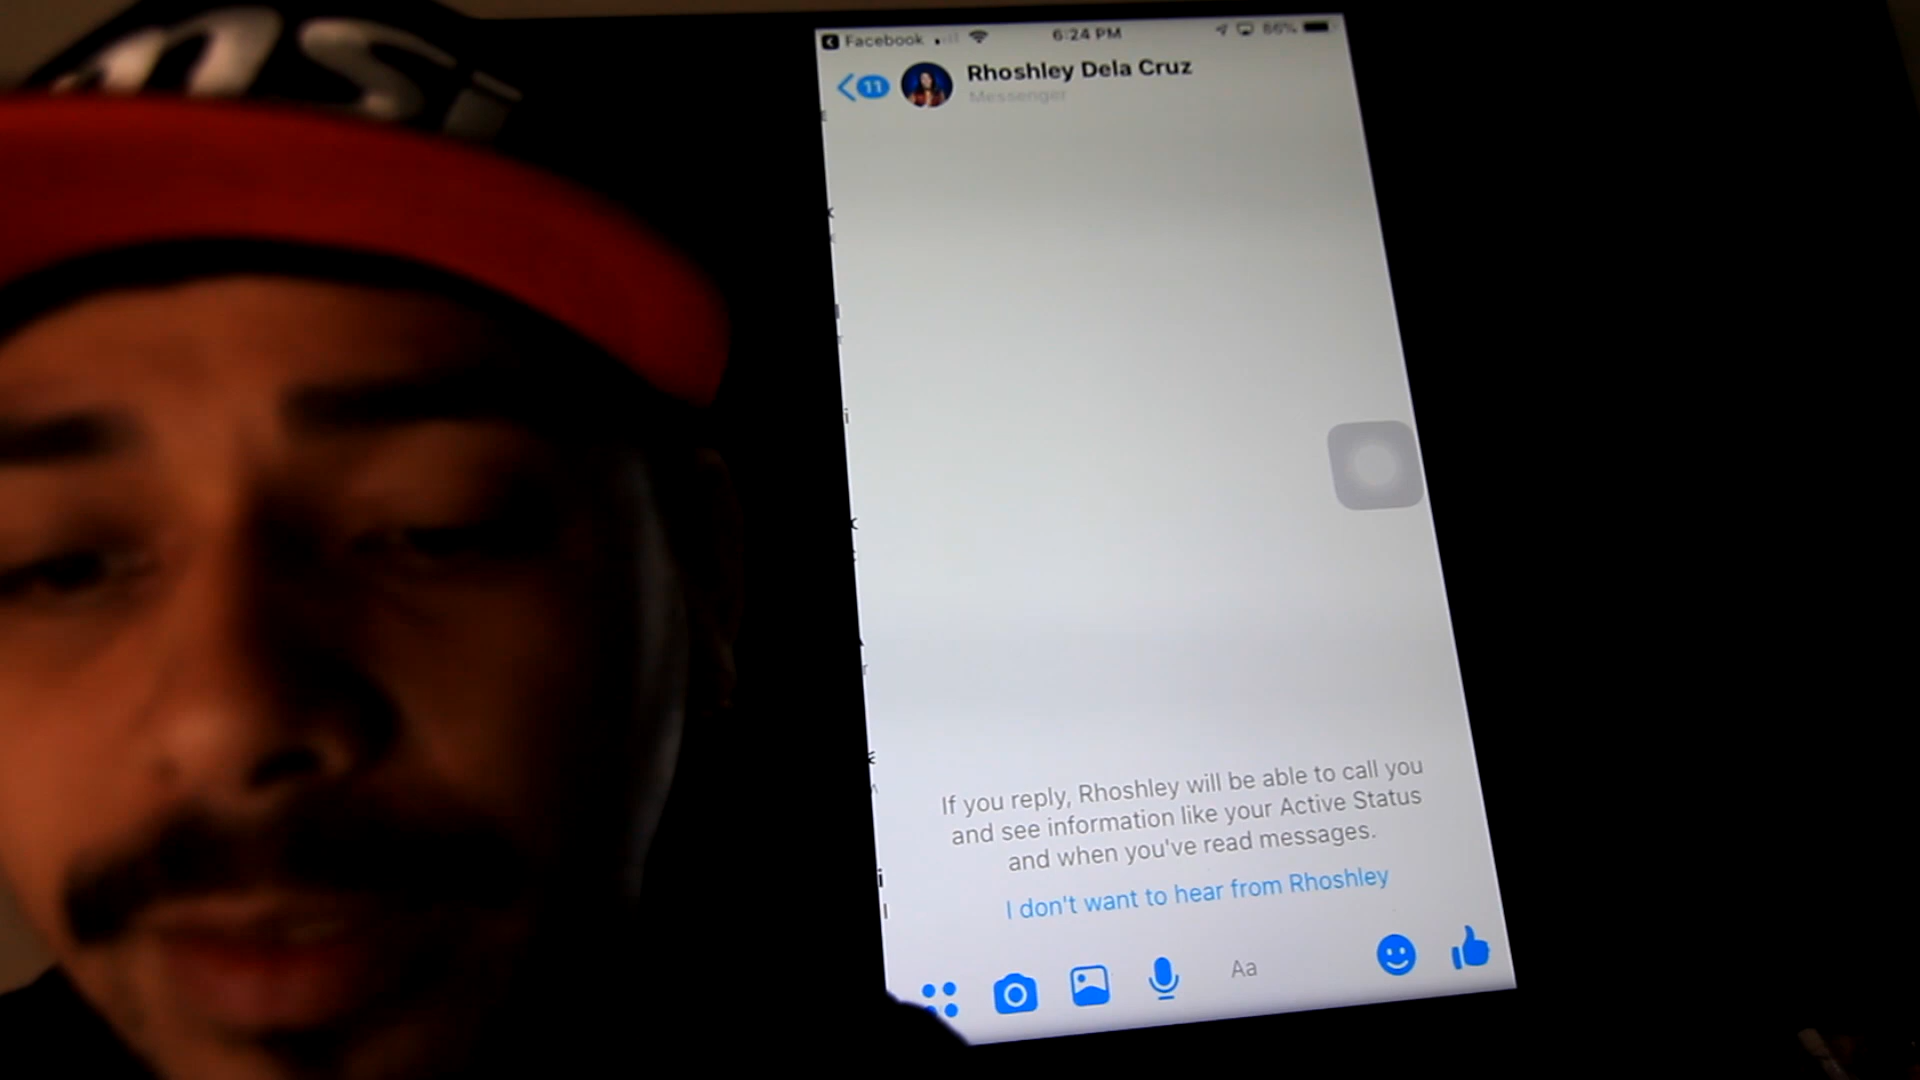 Facebook
6:24 PM
86%
11
Rhoshley Dela Cruz
Messenger
If you reply, Rhoshley will be able to call you
and see information like your Active Status
and when you've read messages.
I don't want to hear from Rhoshley
Aa